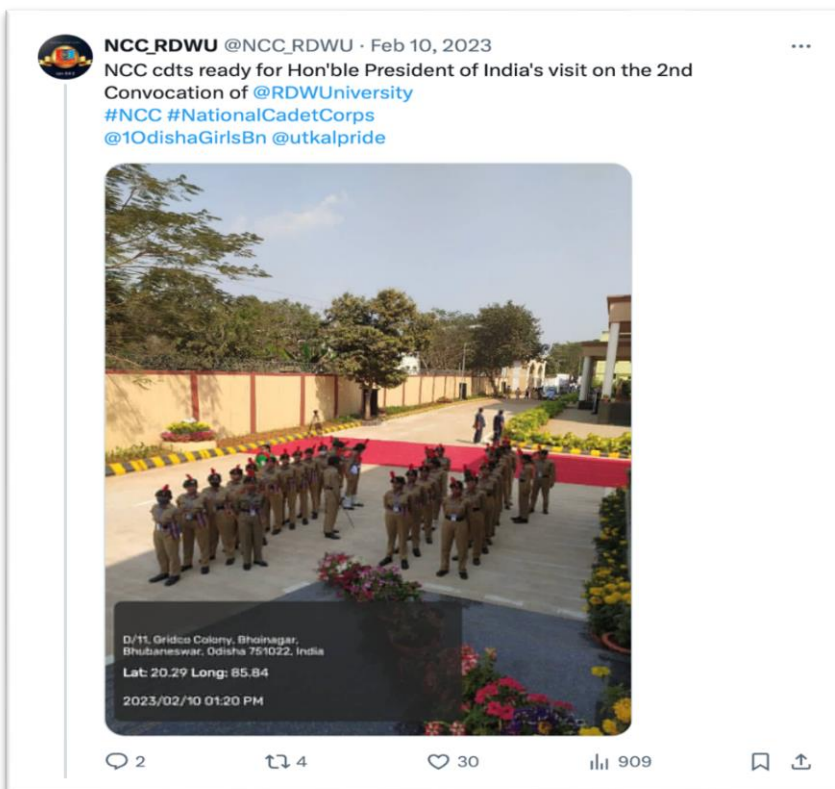 NCC_RDWU @NCC_RDWU · Feb 10, 2023
NCC cdts ready for Hon'ble President of India's visit on the 2nd
Convocation of @RDWUniversity
#NCC #NationalCadetCorps
@1OdishaGirlsBn @utkalpride
D/11, Gridco Colony, Bhoinagar,
Bhubaneswar, Odisha 751022, India
Lat: 20.29 Long: 85.84
2023/02/10 01:20 PM
2 4 30 909